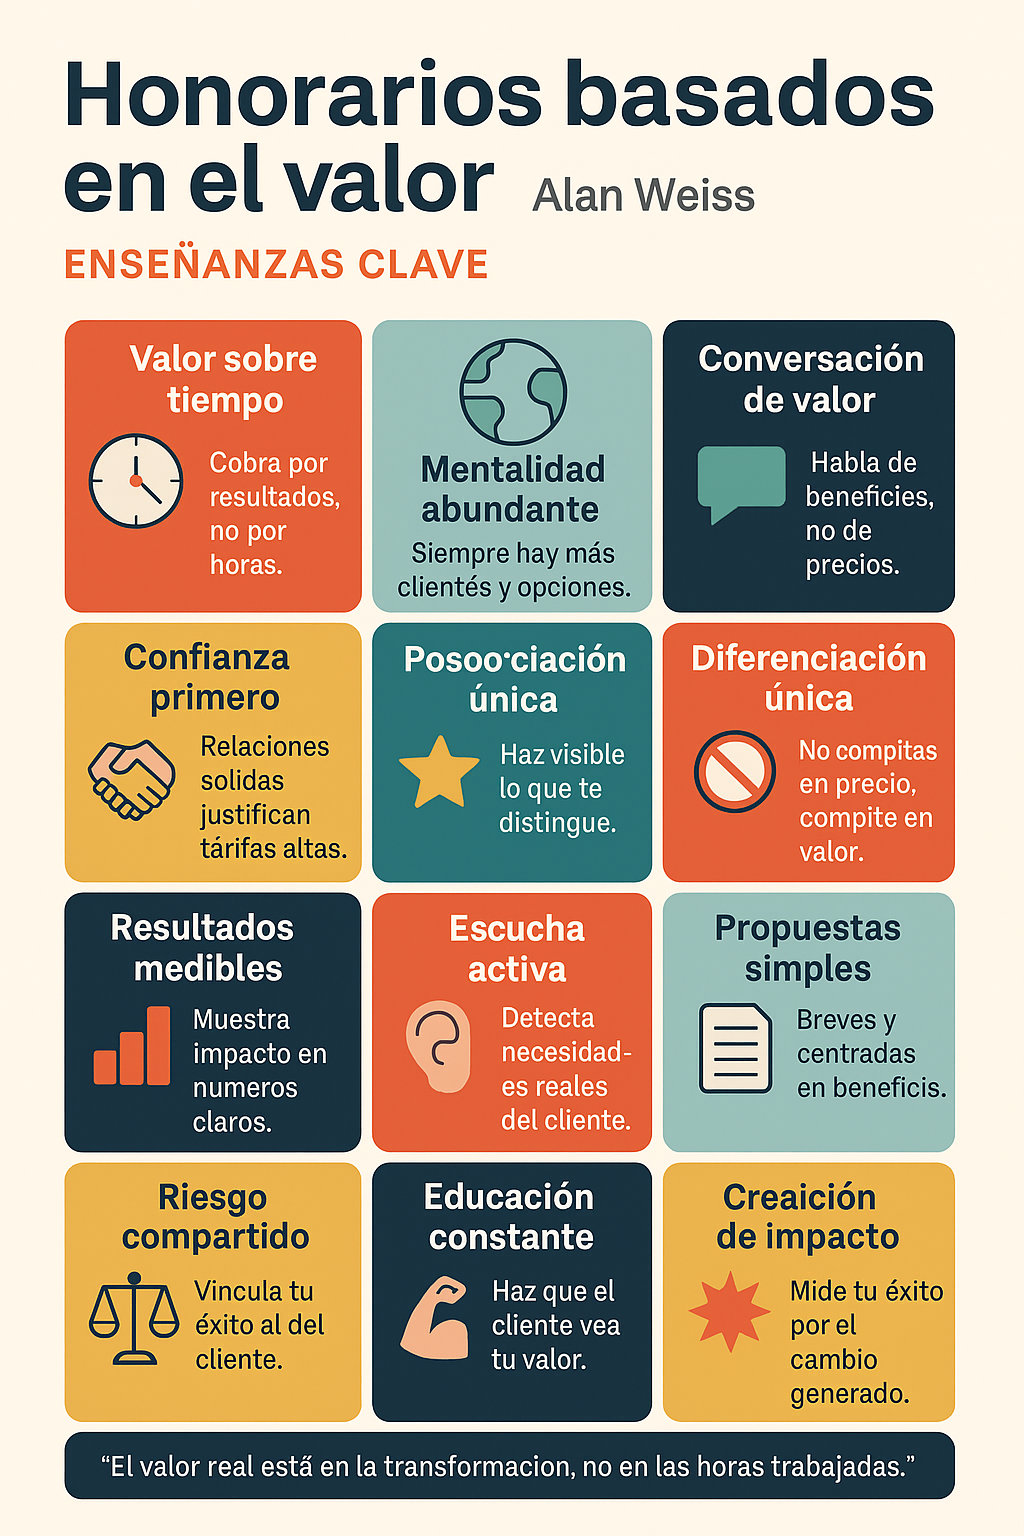 Honorarios basados
en el valor Alan Weiss
ENSEÑANZAS CLAVE
Valor sobre
tiempo
Cobra por
resultados,
no por
horas.
Mentalidad
abundante
Siempre hay más
clientés y opciones.
Conversación
de valor
Habla de
beneficies,
no de
precios.
Confianza
primero
Relaciones
solidas
justifican
tárifas altas.
Posoo·ciación
única
Haz visible
lo que te
distingue.
Diferenciación
única
No compitas
en precio,
compite en
valor.
Resultados
medibles
Muestra
impacto en
numeros
claros.
Escucha
activa
Detecta
necesidad-
es reales
del cliente.
Propuestas
simples
Breves y
centradas
en beneficis.
Riesgo
compartido
Vincula tu
éxito al del
cliente.
Educación
constante
Haz que el
cliente vea
tu valor.
Creaición
de impacto
Mide tu éxito
por el
cambio
generado.
“El valor real está en la transformacion, no en las horas trabajadas.”